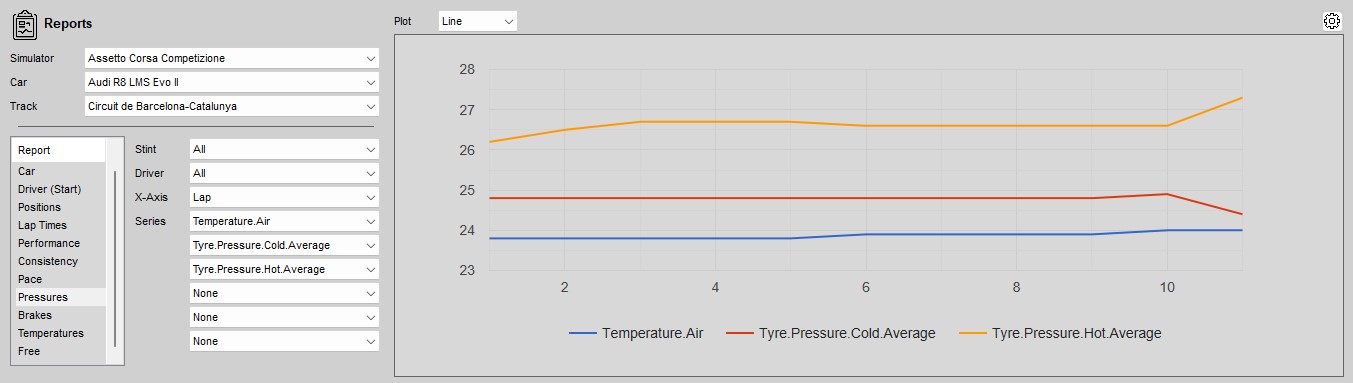 Reports
Plot Line
Simulator Assetto Corsa Competizione
Car Audi R8 LMS Evo II
Track Circuit de Barcelona-Catalunya
Report
Car
Driver (Start)
Positions
Lap Times
Performance
Consistency
Pace
Pressures
Brakes
Temperatures
Free
Stint All
Driver All
X-Axis Lap
Series Temperature.Air
Tyre.Pressure.Cold.Average
Tyre.Pressure.Hot.Average
None
None
None
28
27
26
25
24
23
2 4 6 8 10
Temperature.Air Tyre.Pressure.Cold.Average Tyre.Pressure.Hot.Average